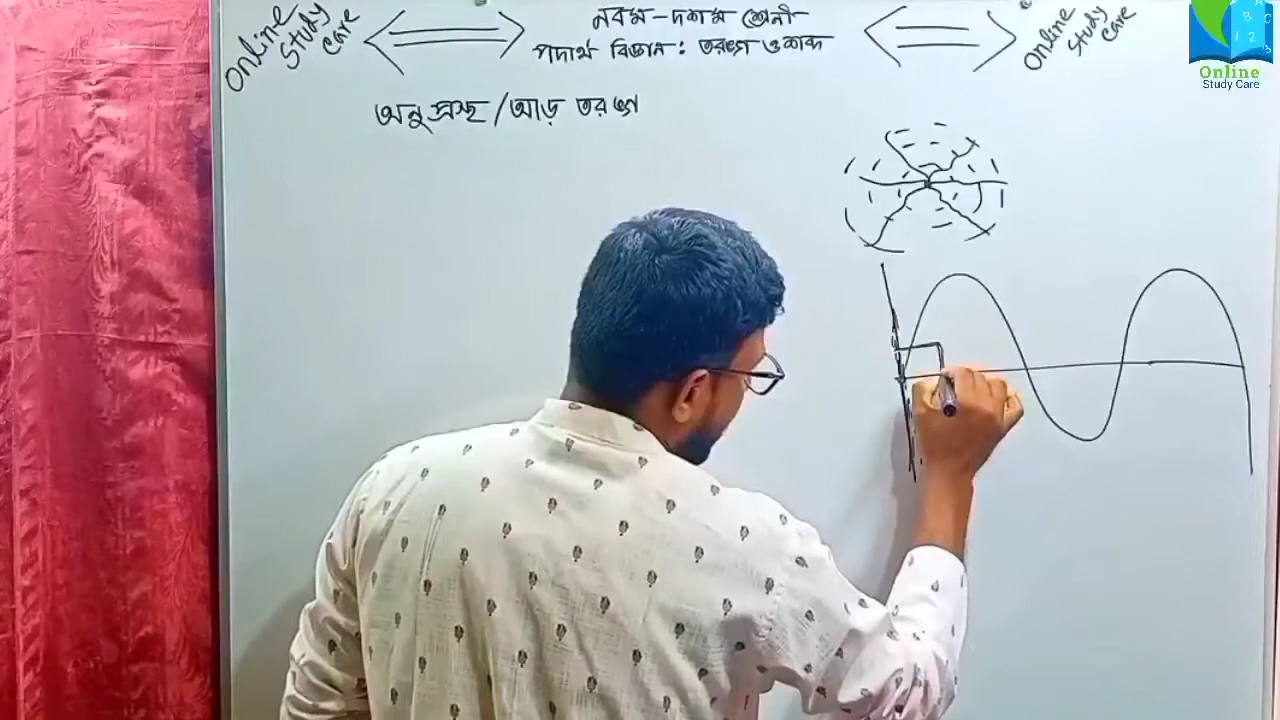 Online Study Care
নবম-দশম শ্রেনী
পদার্থ বিজ্ঞান: তরঙ্গ ও শব্দ
Online Study Care
Online
Study Care
অনুপ্রস্থ/আড় তরঙ্গ